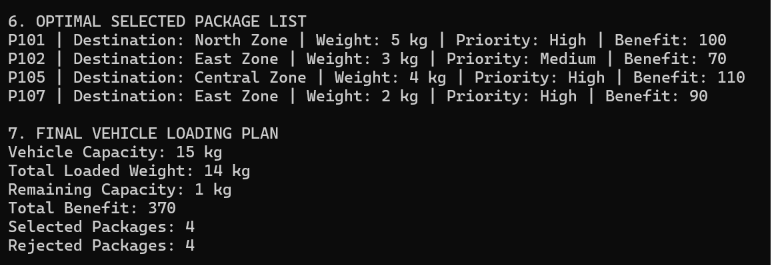 6. OPTIMAL SELECTED PACKAGE LIST
P101 | Destination: North Zone | Weight: 5 kg | Priority: High | Benefit: 100
P102 | Destination: East Zone | Weight: 3 kg | Priority: Medium | Benefit: 70
P105 | Destination: Central Zone | Weight: 4 kg | Priority: High | Benefit: 110
P107 | Destination: East Zone | Weight: 2 kg | Priority: High | Benefit: 90
7. FINAL VEHICLE LOADING PLAN
Vehicle Capacity: 15 kg
Total Loaded Weight: 14 kg
Remaining Capacity: 1 kg
Total Benefit: 370
Selected Packages: 4
Rejected Packages: 4